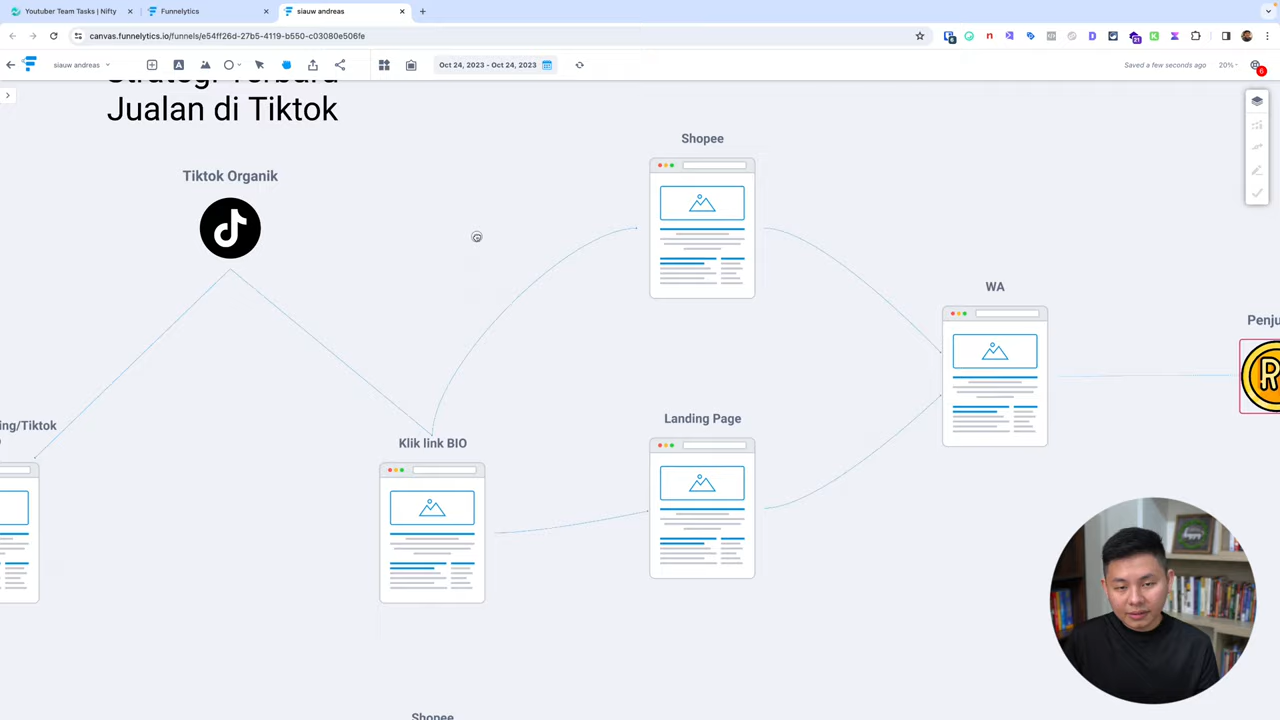 Youtuber Team Tasks | Nifty
Funnelytics
siauw andreas
canvas.funnelytics.io/funnels/e54ff26d-27b5-4119-b550-c03080e506fe
siauw andreas
Oct 24, 2023 - Oct 24, 2023
Saved a few seconds ago
20%
6
Jualan di Tiktok
Tiktok Organik
Shopee
WA
Penju
ing/Tiktok
Klik link BIO
Landing Page
Shopee